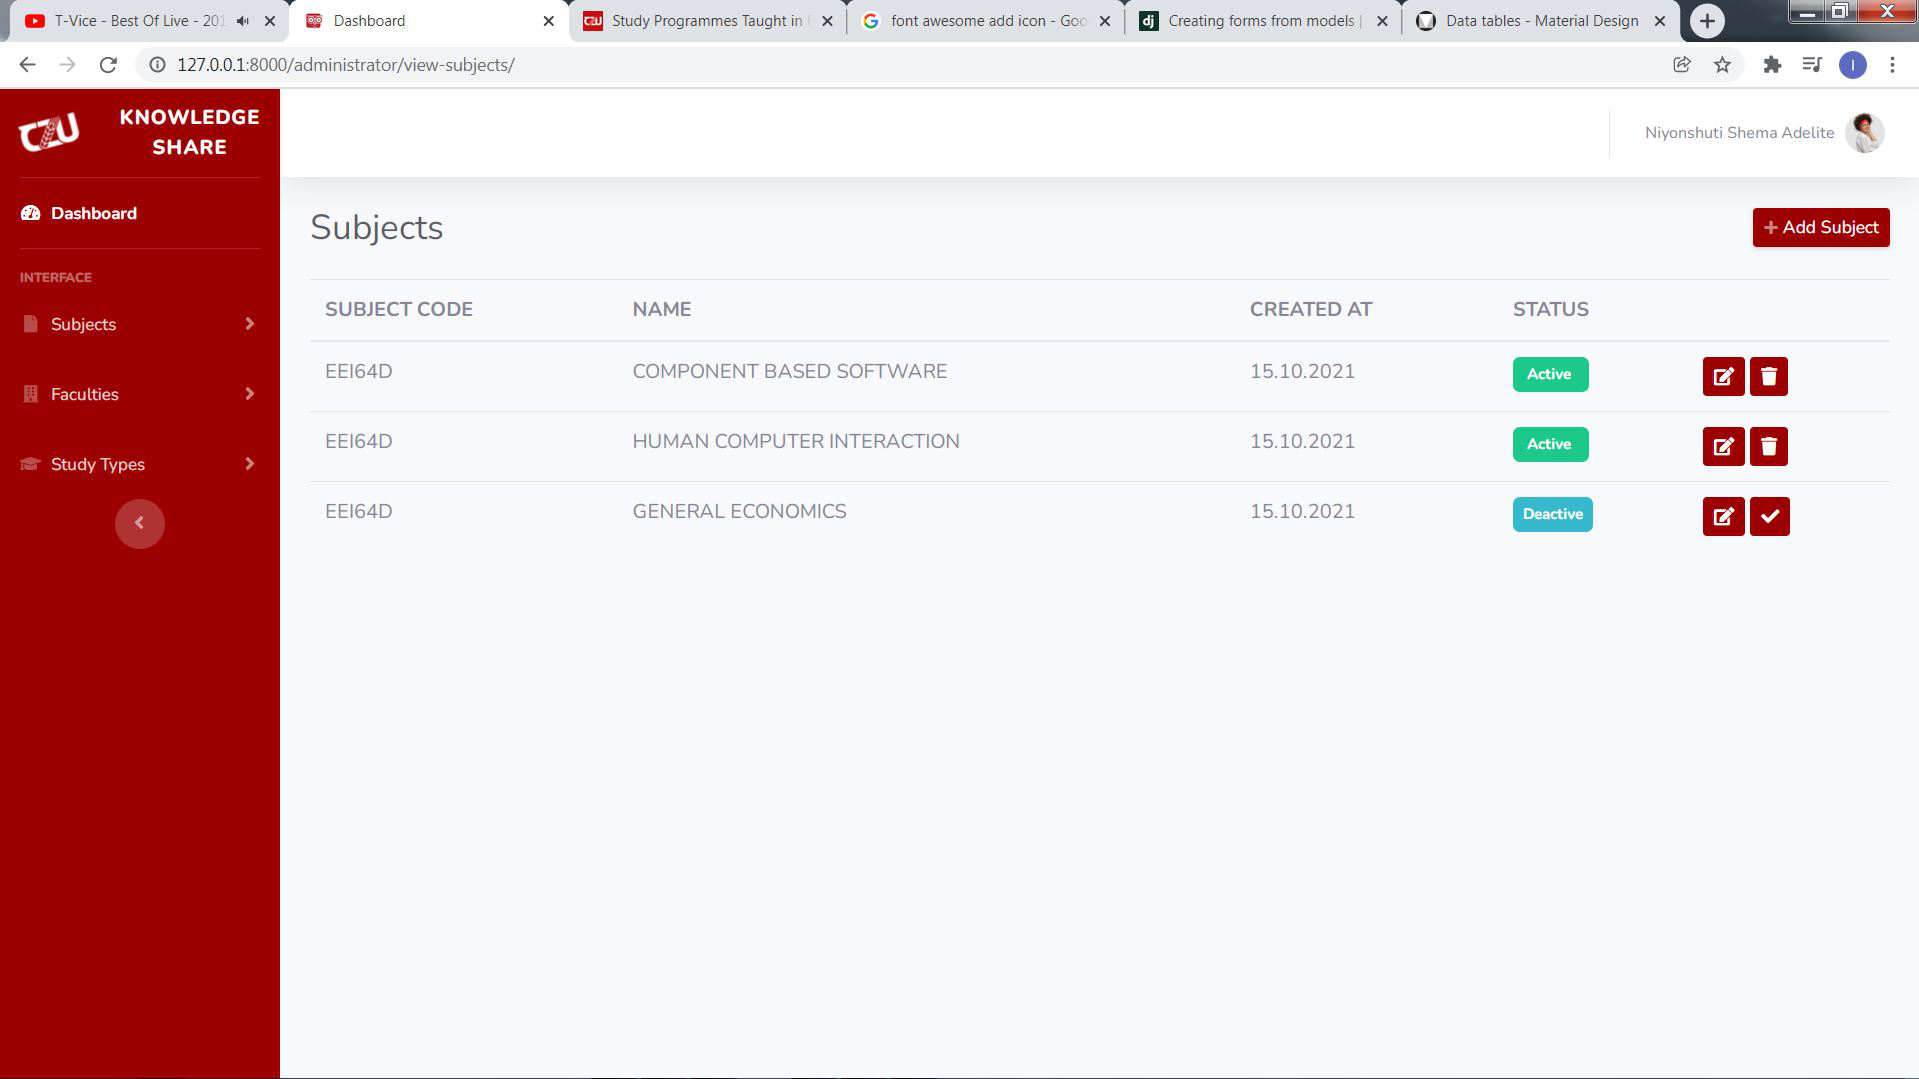 T-Vice - Best Of Live - 201
Dashboard
Study Programmes Taught in E
font awesome add icon - Goo
Creating forms from models |
Data tables - Material Design
127.0.0.1:8000/administrator/view-subjects/
I
CZU
KNOWLEDGE
SHARE
Niyonshuti Shema Adelite
Dashboard
INTERFACE
Subjects
Faculties
Study Types
Subjects
+ Add Subject
SUBJECT CODE NAME CREATED AT STATUS
EEI64D COMPONENT BASED SOFTWARE 15.10.2021 Active
EEI64D HUMAN COMPUTER INTERACTION 15.10.2021 Active
EEI64D GENERAL ECONOMICS 15.10.2021 Deactive